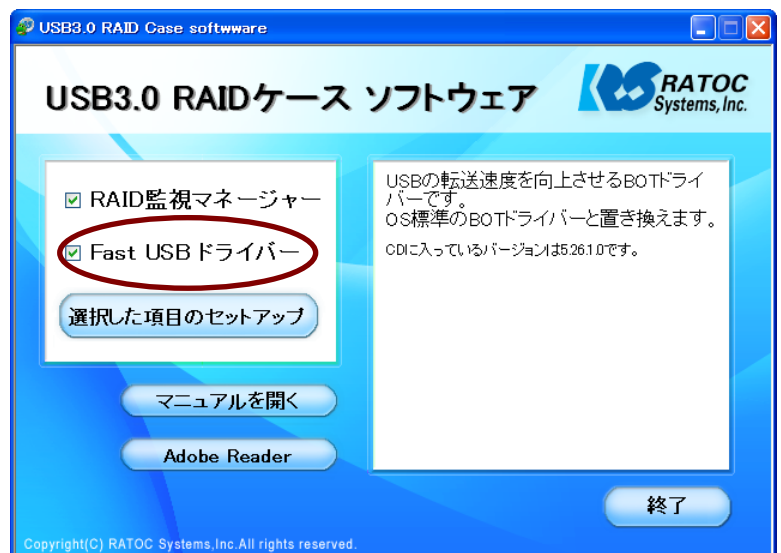 USB3.0 RAID Case softwware
USB3.0 RAIDケース ソフトウェア
RATOC
Systems, Inc.
RAID監視マネージャー
Fast USBドライバー
選択した項目のセットアップ
マニュアルを開く
Adobe Reader
USBの転送速度を向上させるBOTドライ
バーです。
OS標準のBOTドライバーと置き換えます。
CDに入っているバージョンは5.26.1.0です。
終了
Copyright(C) RATOC Systems,Inc.All rights reserved.